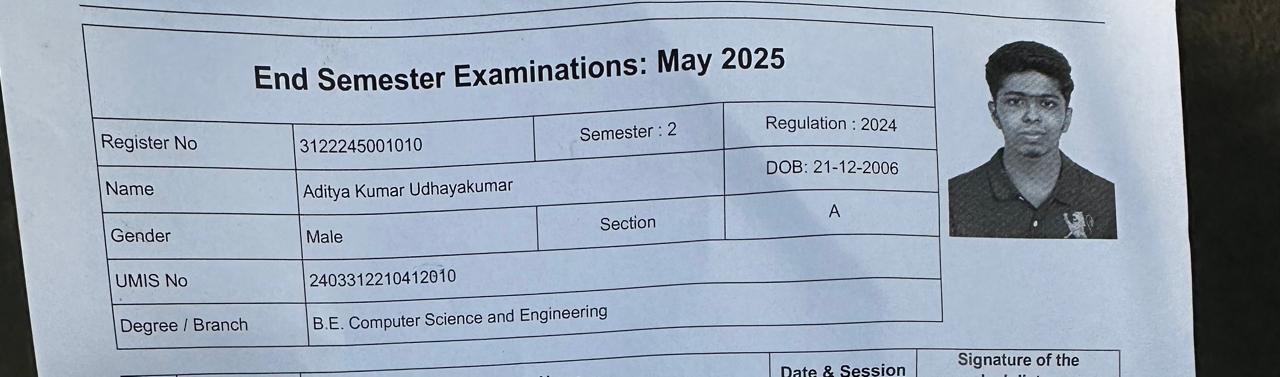 End Semester Examinations: May 2025
Register No 3122245001010 Semester : 2 Regulation : 2024
Name Aditya Kumar Udhayakumar DOB: 21-12-2006
Gender Male Section A
UMIS No 2403312210412010
Degree / Branch B.E. Computer Science and Engineering
Date & Session Signature of the